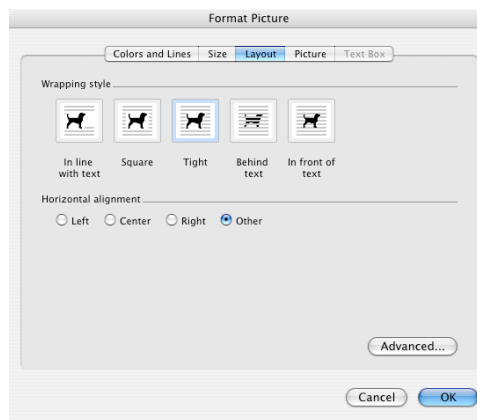 Format Picture
Colors and Lines Size Layout Picture Text Box
Wrapping style
In line with text Square Tight Behind text In front of text
Horizontal alignment
Left Center Right Other
Advanced...
Cancel OK